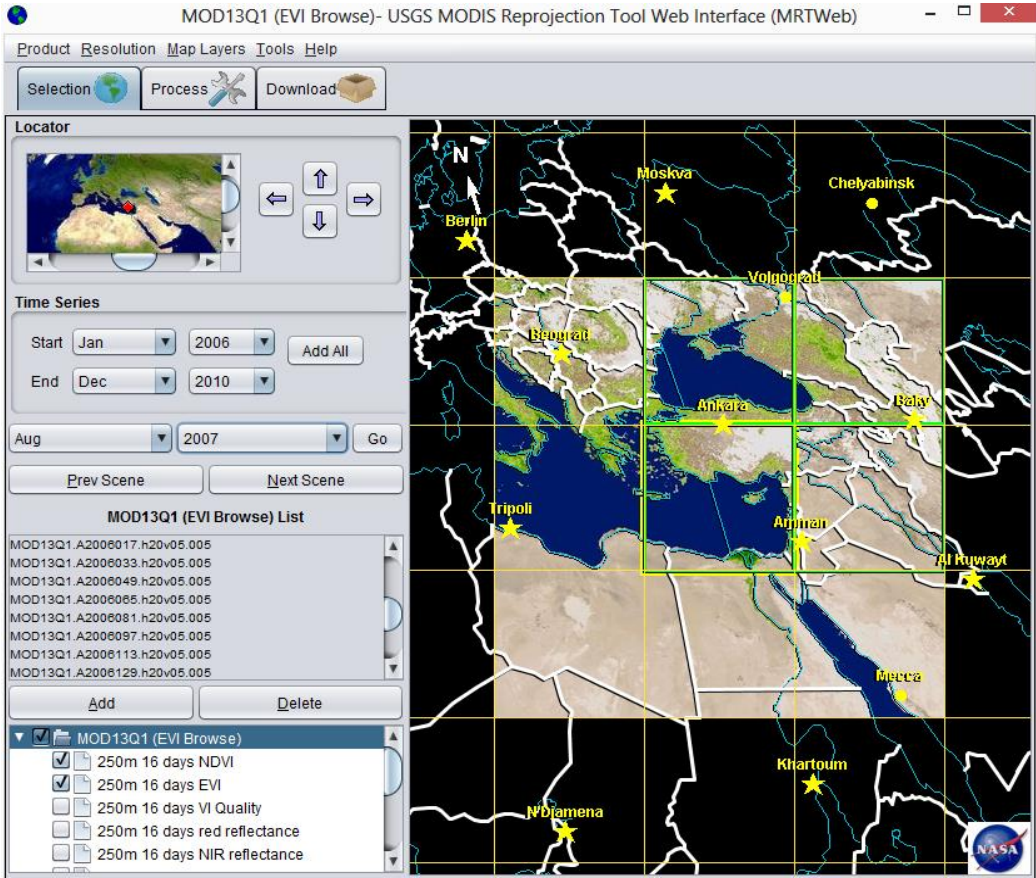 MOD13Q1 (EVI Browse)- USGS MODIS Reprojection Tool Web Interface (MRTWeb)
Product Resolution Map Layers Tools Help
Selection Process Download
Locator
Time Series
Start Jan 2006 Add All
End Dec 2010
Aug 2007 Go
Prev Scene Next Scene
MOD13Q1 (EVI Browse) List
MOD13Q1.A2006017.h20v05.005
MOD13Q1.A2006033.h20v05.005
MOD13Q1.A2006049.h20v05.005
MOD13Q1.A2006065.h20v05.005
MOD13Q1.A2006081.h20v05.005
MOD13Q1.A2006097.h20v05.005
MOD13Q1.A2006113.h20v05.005
MOD13Q1.A2006129.h20v05.005
Add Delete
MOD13Q1 (EVI Browse)
250m 16 days NDVI
250m 16 days EVI
250m 16 days VI Quality
250m 16 days red reflectance
250m 16 days NIR reflectance
N
Moskva
Chelyabinsk
Berlin
Volgograd
Beograd
Ankara
Baky
Tripoli
Amman
Al Kuwayt
Mecca
Khartoum
N'Djamena
NASA